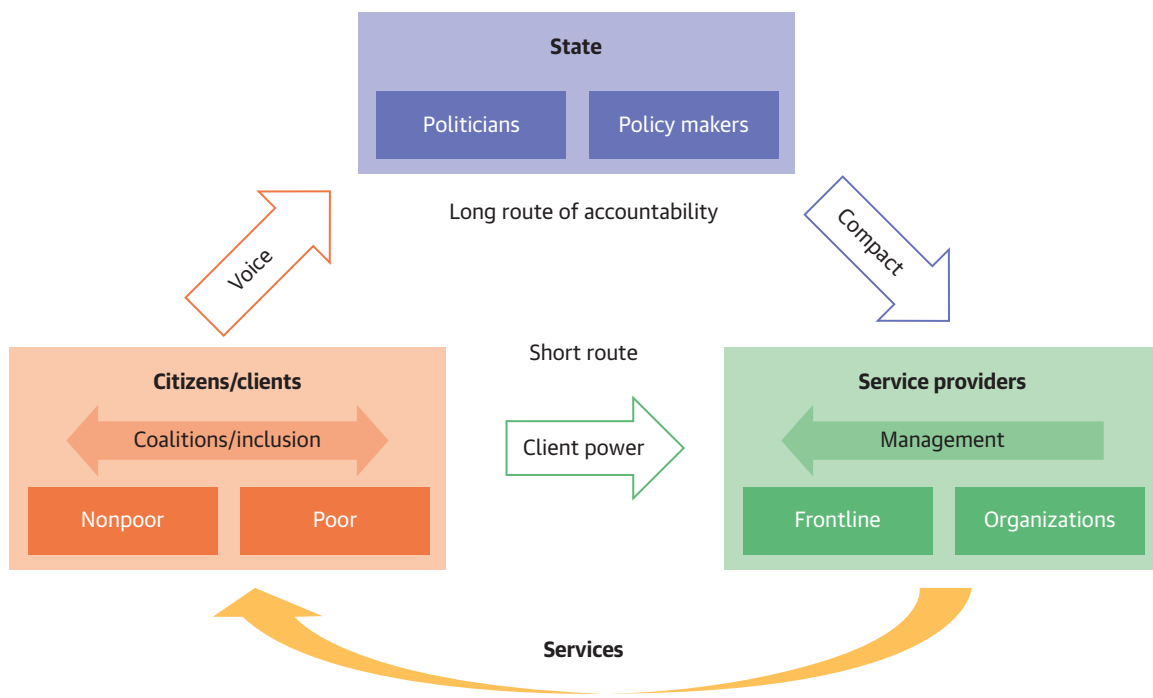 State
Politicians
Policy makers
Long route of accountability
Voice
Compact
Short route
Citizens/clients
Coalitions/inclusion
Nonpoor
Poor
Client power
Service providers
Management
Frontline
Organizations
Services